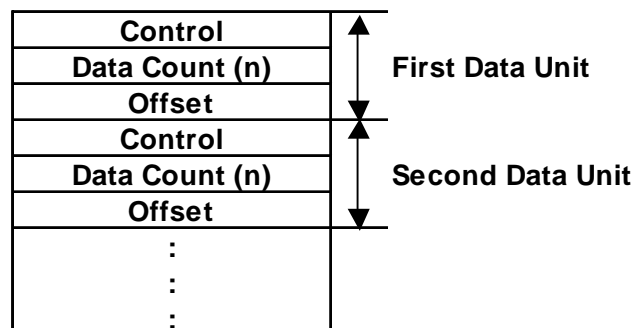 Control
Data Count (n)
Offset
First Data Unit
Control
Data Count (n)
Offset
Second Data Unit
:
:
: